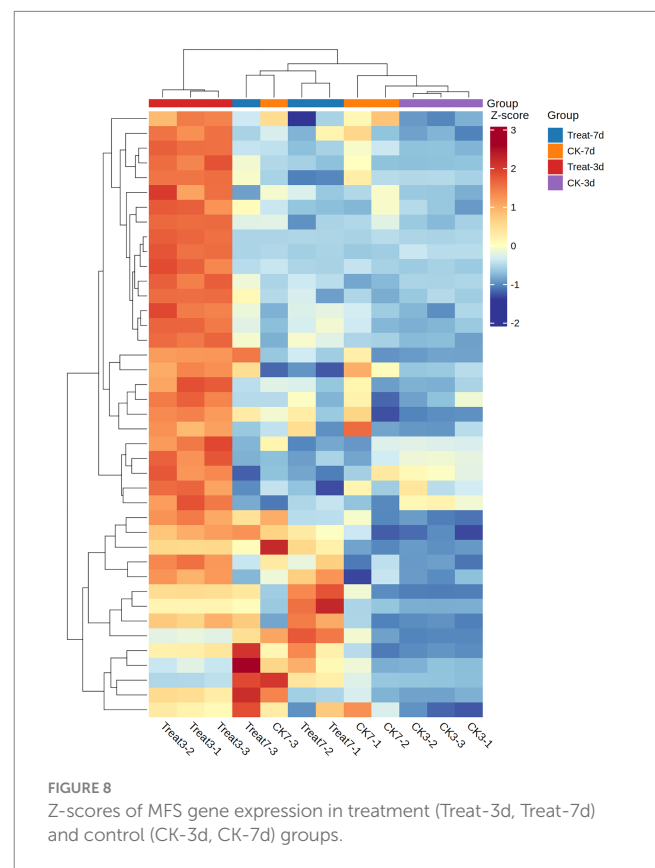 Group
Z-score
3
2
1
0
-1
-2
Group
Treat-7d
CK-7d
Treat-3d
CK-3d
Treat3-2
Treat3-1
Treat3-3
Treat7-3
CK7-3
Treat7-2
Treat7-1
CK7-1
CK7-2
CK3-2
CK3-3
CK3-1
FIGURE 8
Z-scores of MFS gene expression in treatment (Treat-3d, Treat-7d)
and control (CK-3d, CK-7d) groups.